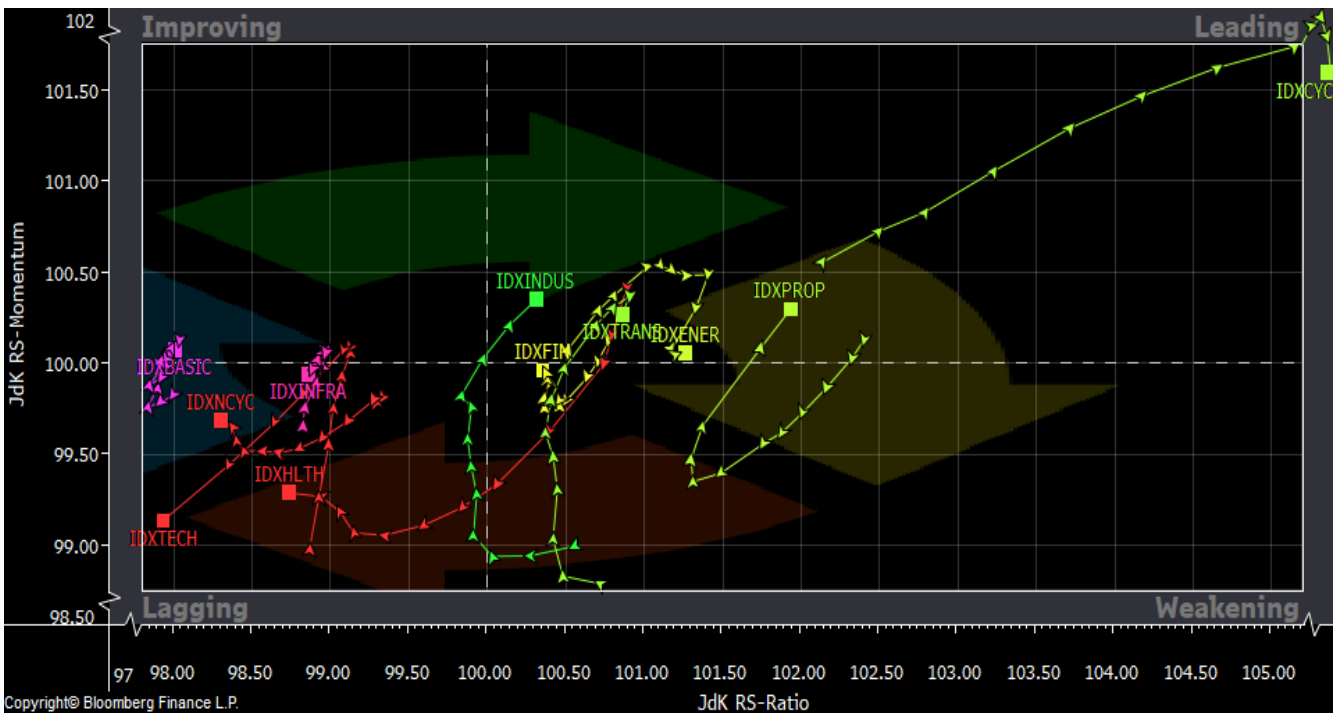 Improving
Leading
102
101.50
101.00
100.50
100.00
99.50
99.00
98.50
JdK RS-Momentum
IDXCYC
IDXINDUS
IDXPROP
IDXTRANS
IDXENER
IDXFIN
IDXBASIC
IDXINFRA
IDXNCYC
IDXHLTH
IDXTECH
Lagging
Weakening
97 98.00 98.50 99.00 99.50 100.00 100.50 101.00 101.50 102.00 102.50 103.00 103.50 104.00 104.50 105.00
JdK RS-Ratio
Copyright© Bloomberg Finance L.P.